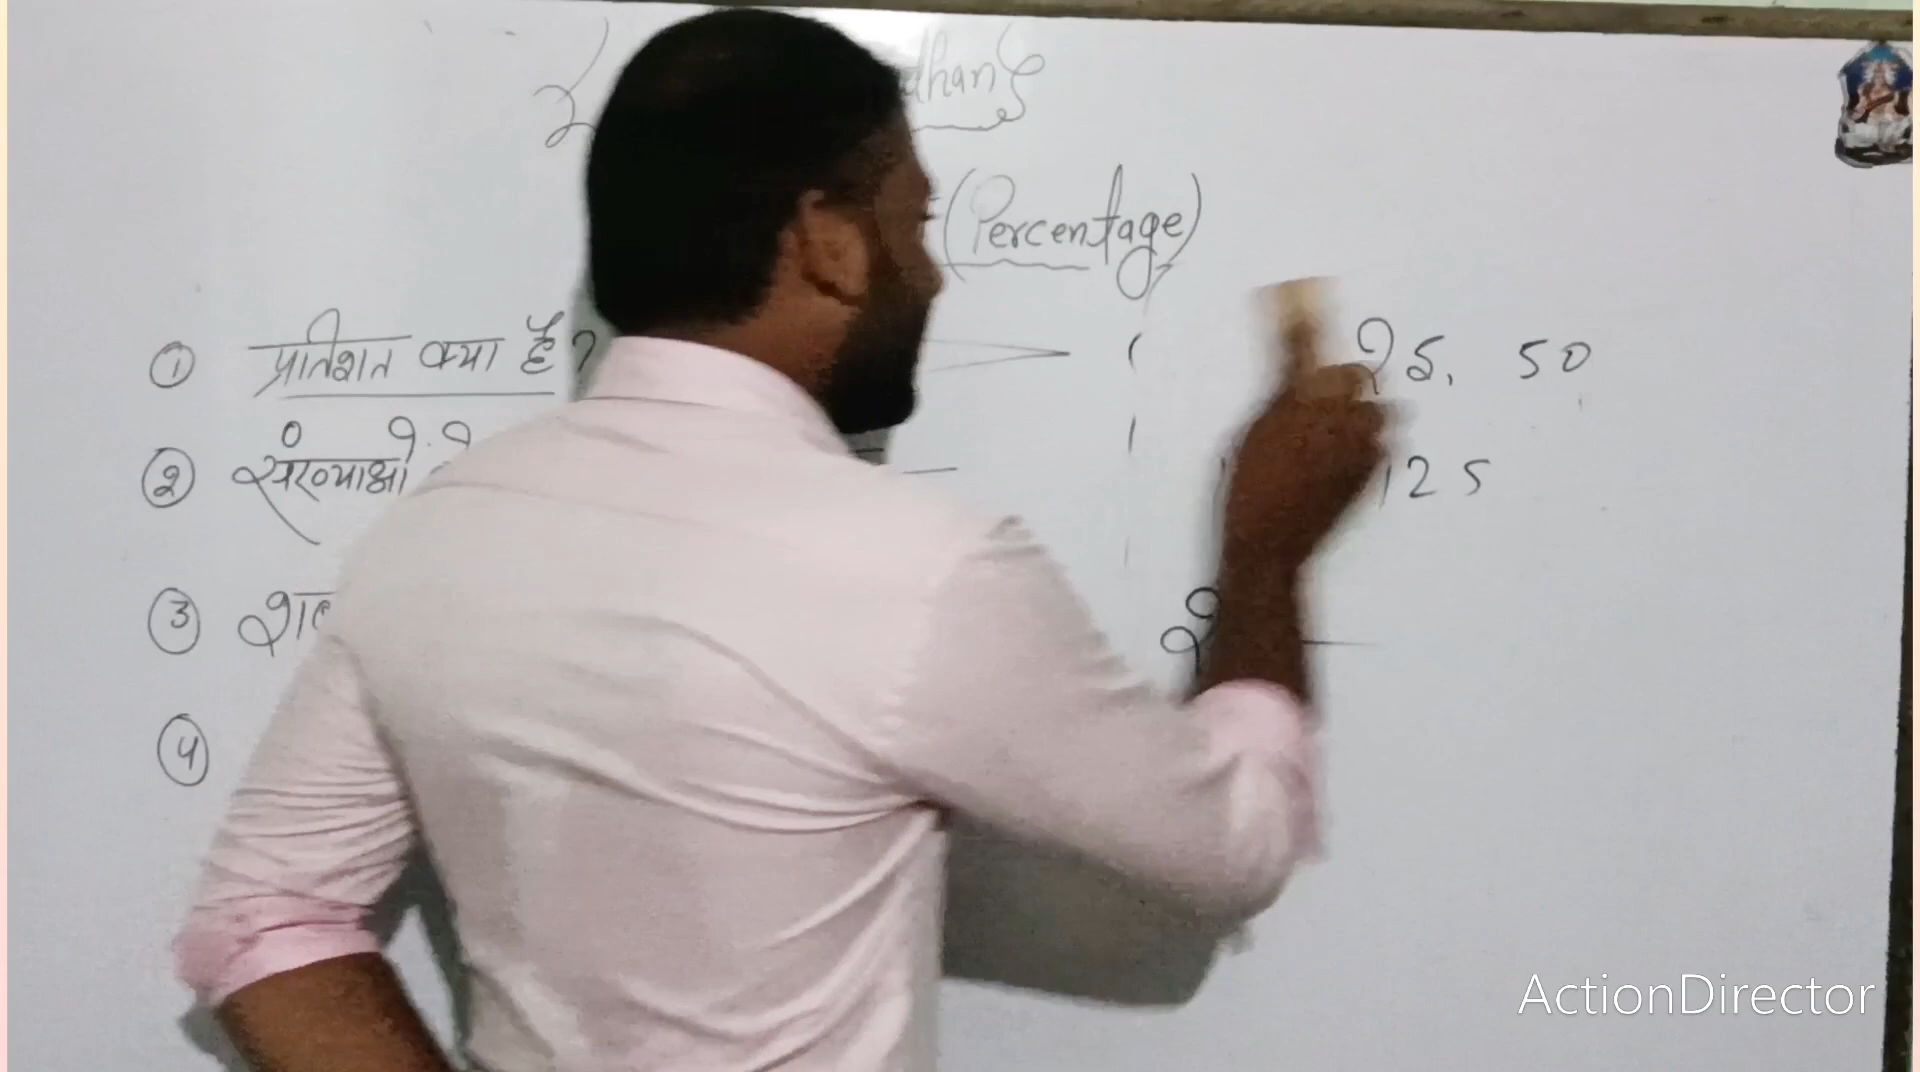 dhan
(Percentage)
① प्रतिशत क्या है ? 25, 50
② संख्याओं 125
③
④
ActionDirector